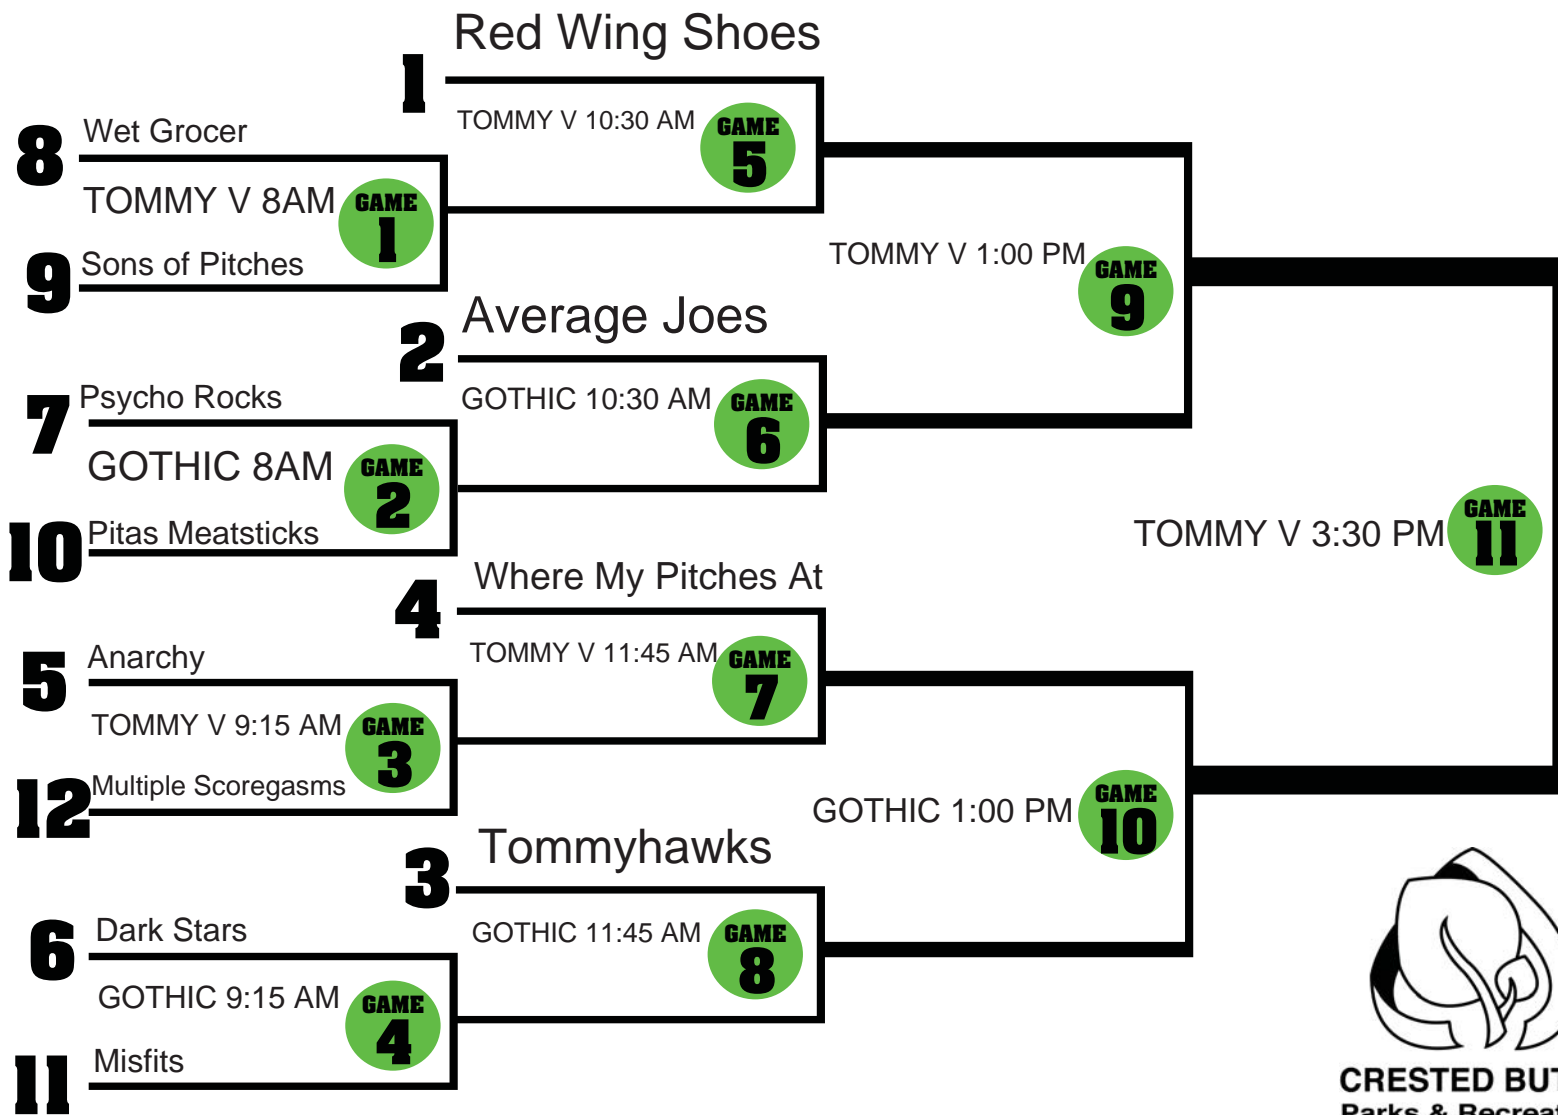 Red Wing Shoes
1
TOMMY V 10:30 AM
GAME
5
8
Wet Grocer
TOMMY V 8AM
GAME
1
9
Sons of Pitches
TOMMY V 1:00 PM
GAME
9
Average Joes
2
GOTHIC 10:30 AM
GAME
6
7
Psycho Rocks
GOTHIC 8AM
GAME
2
10
Pitas Meatsticks
TOMMY V 3:30 PM
GAME
11
Where My Pitches At
4
TOMMY V 11:45 AM
GAME
7
5
Anarchy
TOMMY V 9:15 AM
GAME
3
12
Multiple Scoregasms
GOTHIC 1:00 PM
GAME
10
Tommyhawks
3
GOTHIC 11:45 AM
GAME
8
6
Dark Stars
GOTHIC 9:15 AM
GAME
4
11
Misfits
CRESTED BUT
Parks & Recreat